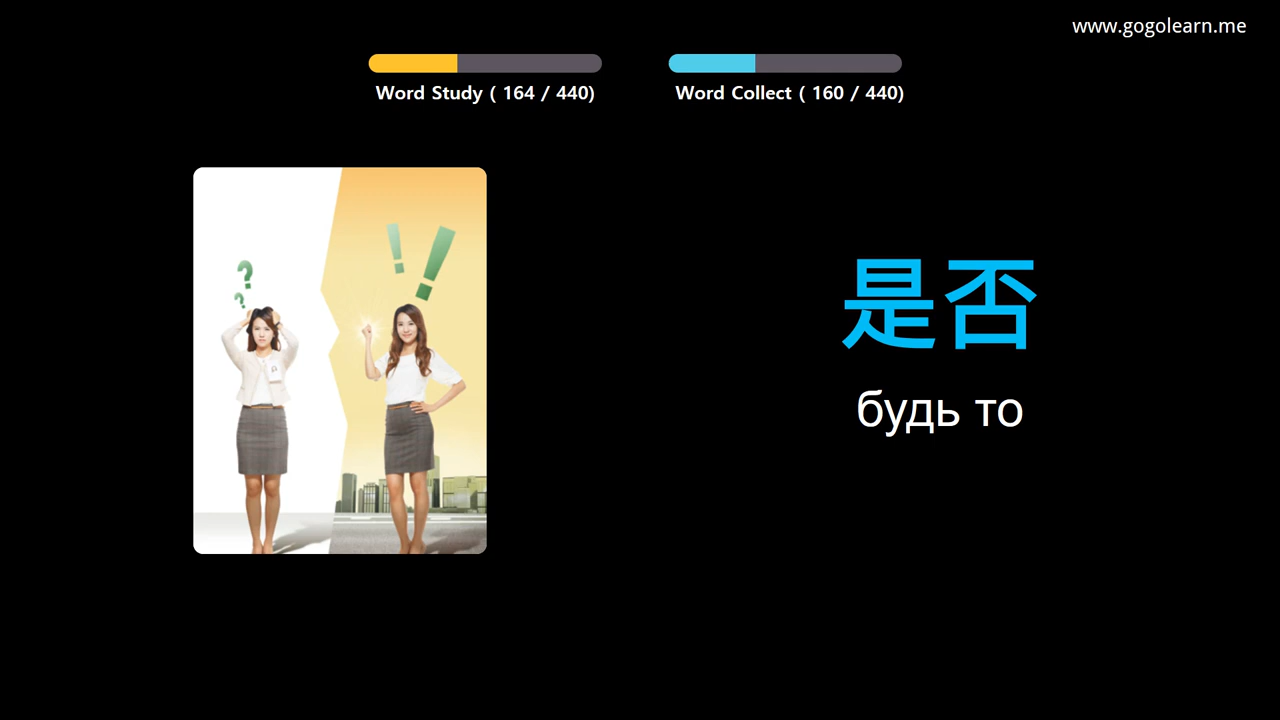 www.gogolearn.me
Word Study ( 164 / 440)
Word Collect ( 160 / 440)
是否
будь то